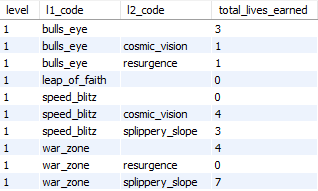 level l1_code l2_code total_lives_earned
1 bulls_eye 3
1 bulls_eye cosmic_vision 1
1 bulls_eye resurgence 1
1 leap_of_faith 0
1 speed_blitz 0
1 speed_blitz cosmic_vision 4
1 speed_blitz splippery_slope 3
1 war_zone 4
1 war_zone resurgence 0
1 war_zone splippery_slope 7